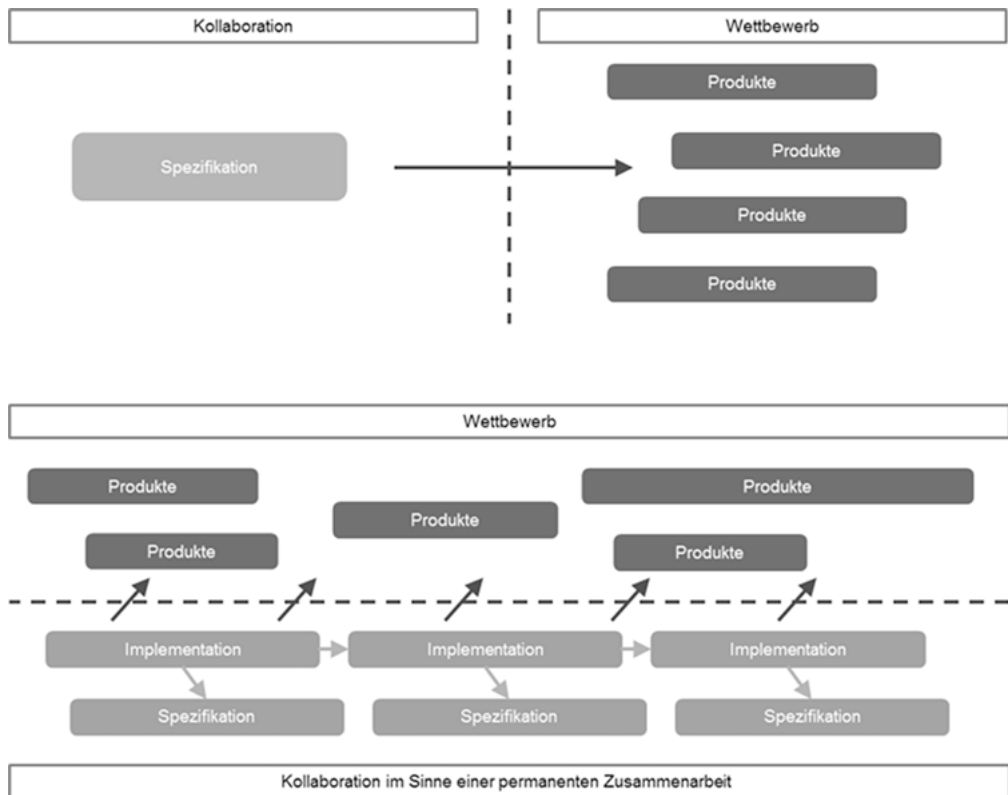 Kollaboration
Wettbewerb
Produkte
Spezifikation
Produkte
Produkte
Produkte
Wettbewerb
Produkte
Produkte
Produkte
Produkte
Produkte
Implementation
Implementation
Implementation
Spezifikation
Spezifikation
Spezifikation
Kollaboration im Sinne einer permanenten Zusammenarbeit